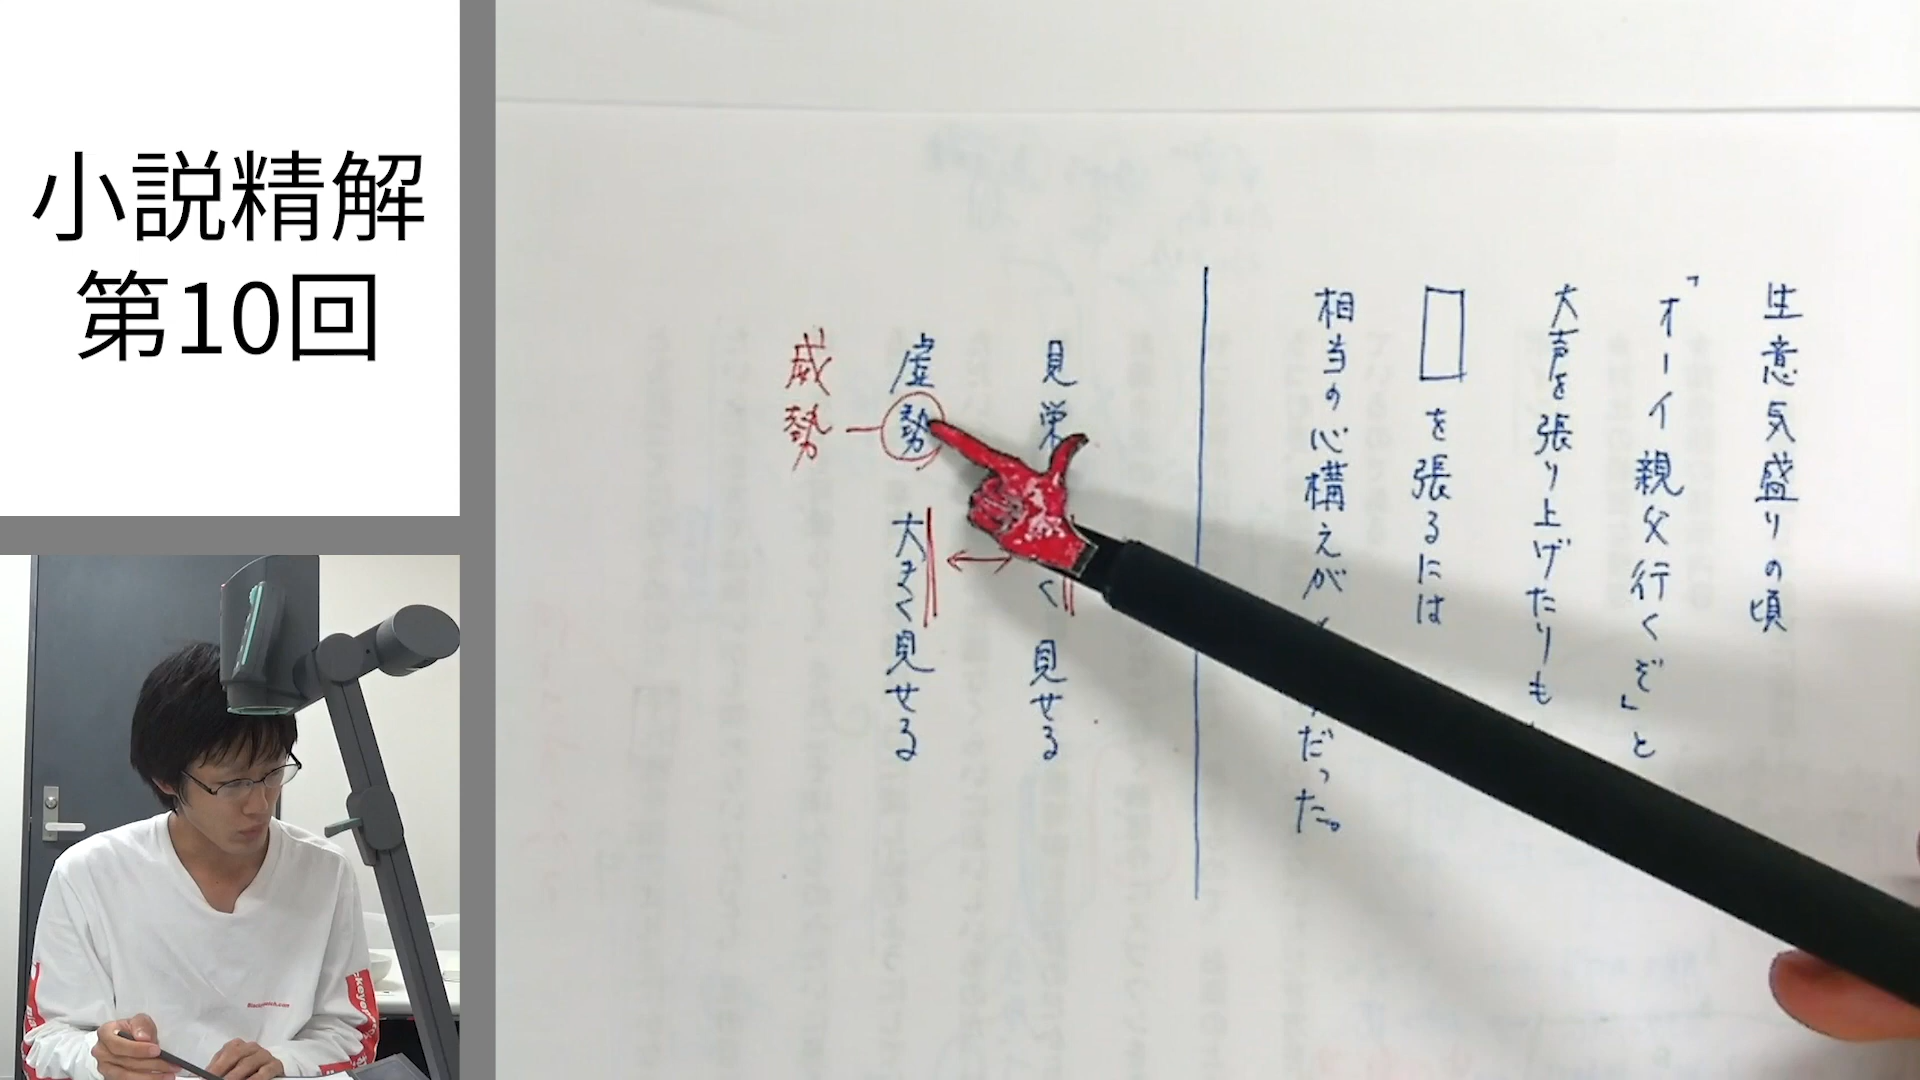 小説精解
第10回
生意気盛りの頃
「オーイ親父行くぞ」と
大声を張り上げたりも
を張るには
相当の心構えが
だった。
見栄
く見せる
虚勢 大きく見せる
威勢